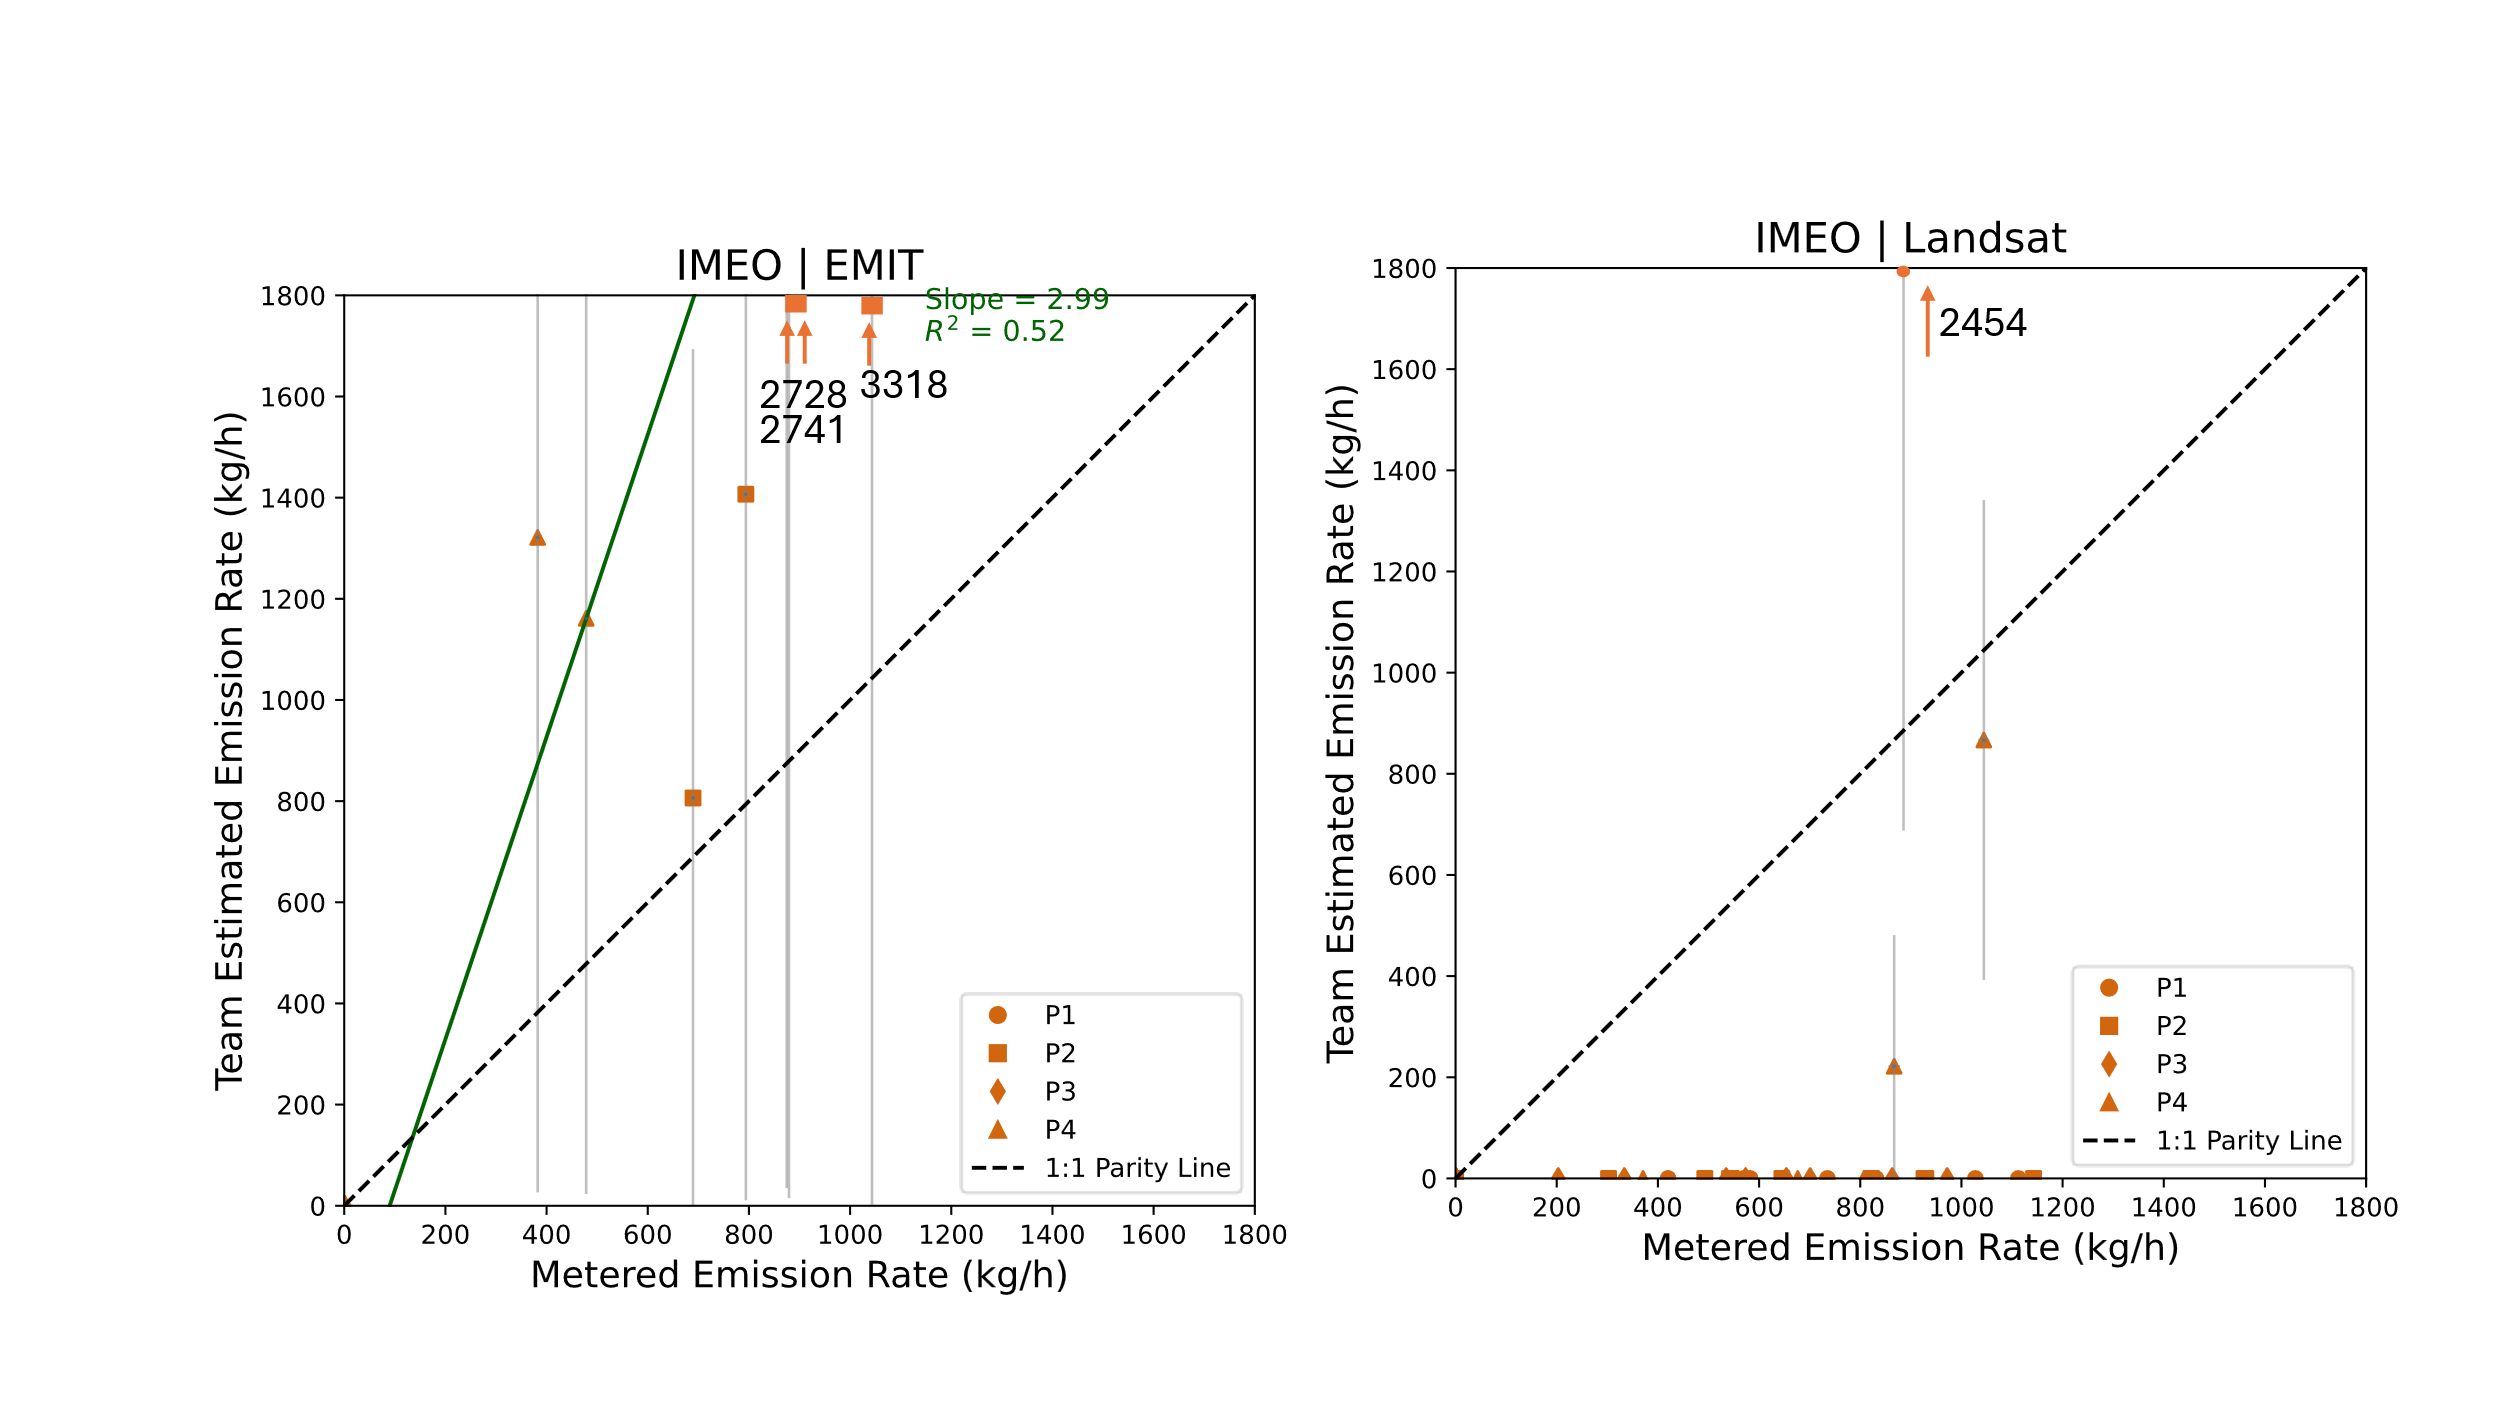 IMEO | EMIT
Slope = 2.99
R² = 0.52
2728
2741
3318
1800
1600
1400
1200
1000
800
600
400
200
0
Team Estimated Emission Rate (kg/h)
P1
P2
P3
P4
1:1 Parity Line
0 200 400 600 800 1000 1200 1400 1600 1800
Metered Emission Rate (kg/h)
IMEO | Landsat
2454
1800
1600
1400
1200
1000
800
600
400
200
0
Team Estimated Emission Rate (kg/h)
P1
P2
P3
P4
1:1 Parity Line
0 200 400 600 800 1000 1200 1400 1600 1800
Metered Emission Rate (kg/h)